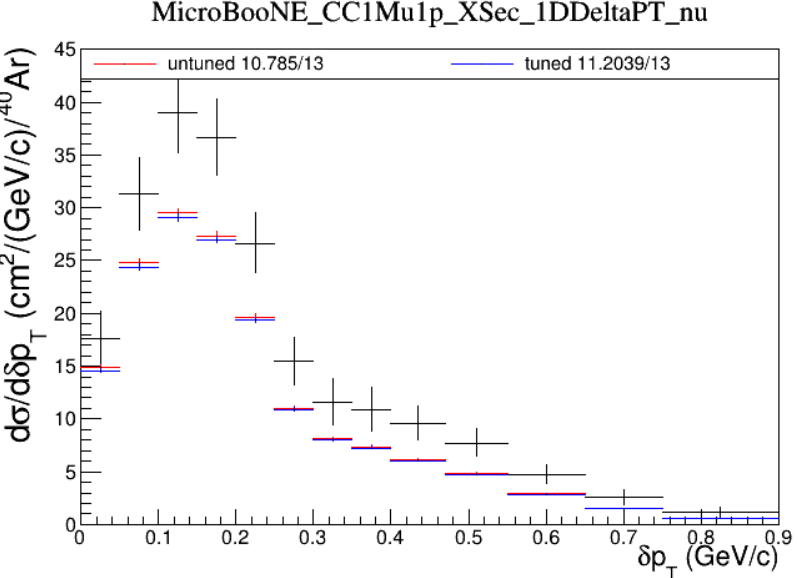 MicroBooNE_CC1Mu1p_XSec_1DDeltaPT_nu
untuned 10.785/13 tuned 11.2039/13
dσ/dδp_T (cm²/(GeV/c)/⁴⁰Ar)
45
40
35
30
25
20
15
10
5
0
0 0.1 0.2 0.3 0.4 0.5 0.6 0.7 0.8 0.9
δp_T (GeV/c)